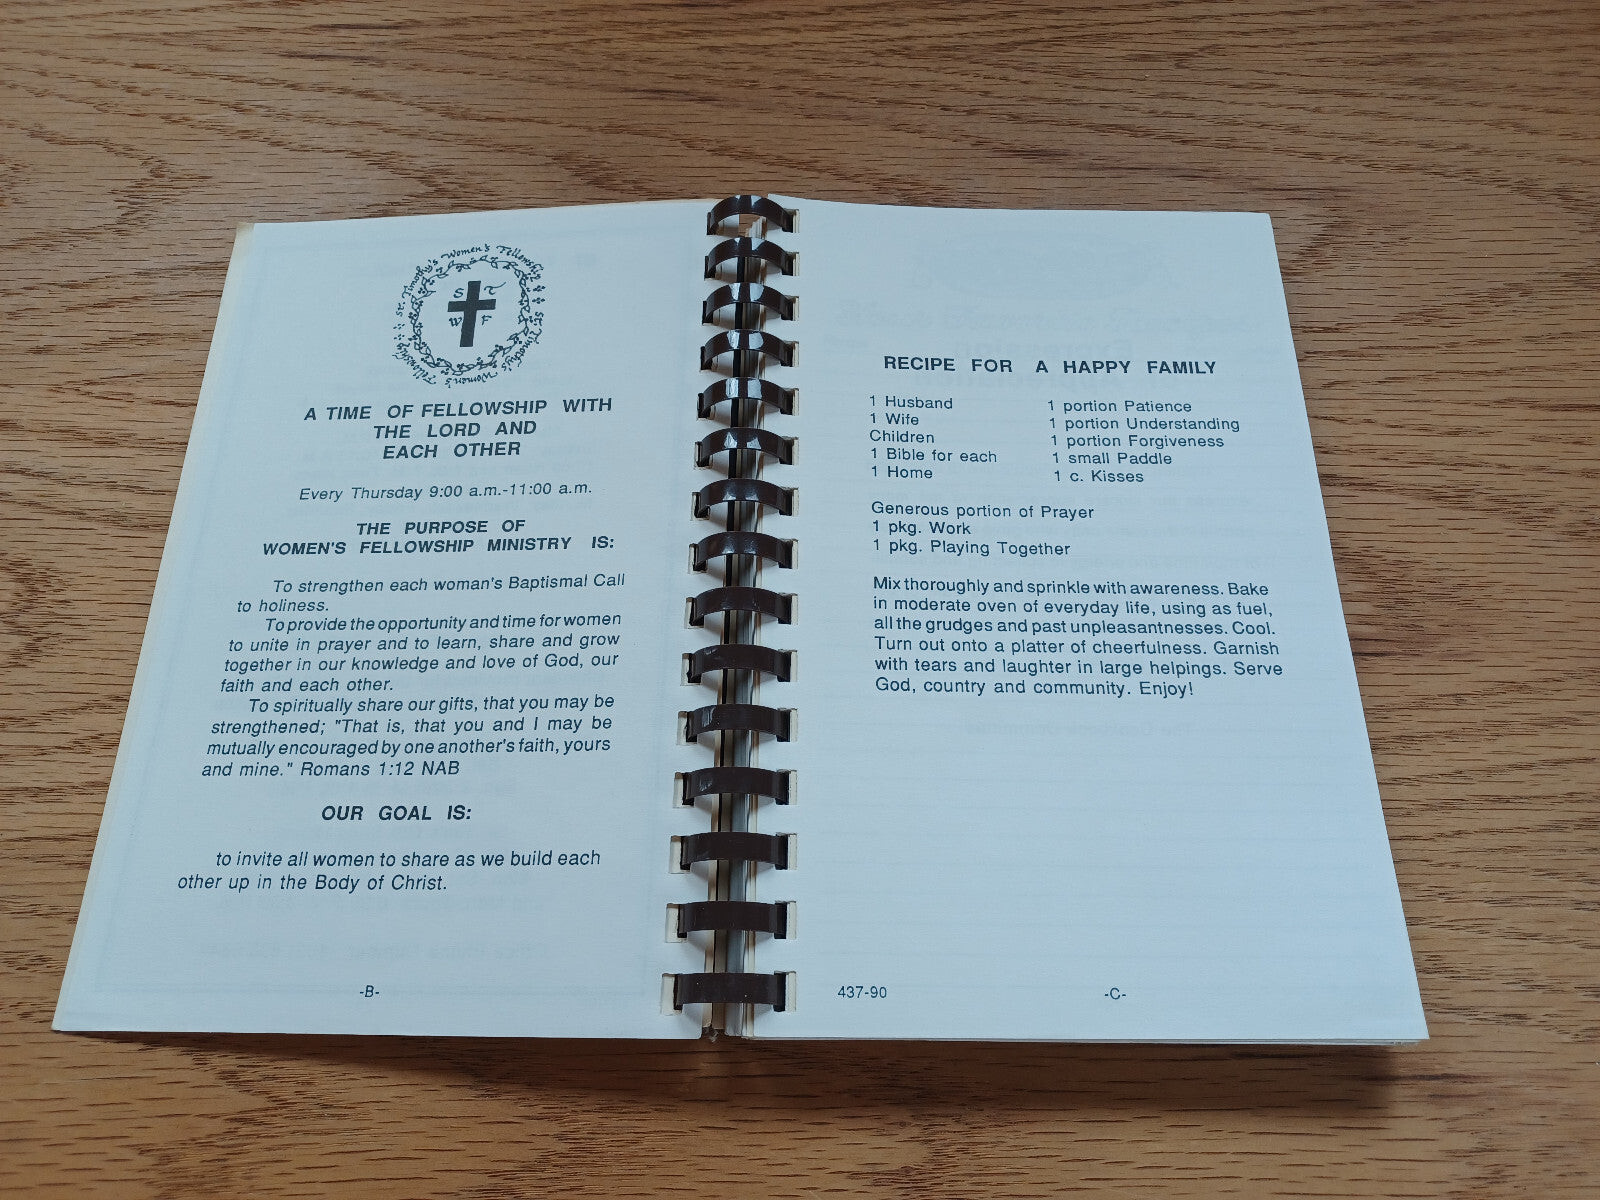 St. Timothy's Women's Fellowship
St. Timothy's Women's Fellowship
S T
W F
A TIME OF FELLOWSHIP WITH
THE LORD AND
EACH OTHER
Every Thursday 9:00 a.m.-11:00 a.m.
THE PURPOSE OF
WOMEN'S FELLOWSHIP MINISTRY IS:
To strengthen each woman's Baptismal Call
to holiness.
To provide the opportunity and time for women
to unite in prayer and to learn, share and grow
together in our knowledge and love of God, our
faith and each other.
To spiritually share our gifts, that you may be
strengthened; "That is, that you and I may be
mutually encouraged by one another's faith, yours
and mine." Romans 1:12 NAB
OUR GOAL IS:
to invite all women to share as we build each
other up in the Body of Christ.
-B-
RECIPE FOR A HAPPY FAMILY
1 Husband
1 Wife
Children
1 Bible for each
1 Home
1 portion Patience
1 portion Understanding
1 portion Forgiveness
1 small Paddle
1 c. Kisses
Generous portion of Prayer
1 pkg. Work
1 pkg. Playing Together
Mix thoroughly and sprinkle with awareness. Bake
in moderate oven of everyday life, using as fuel,
all the grudges and past unpleasantnesses. Cool.
Turn out onto a platter of cheerfulness. Garnish
with tears and laughter in large helpings. Serve
God, country and community. Enjoy!
437-90
-C-